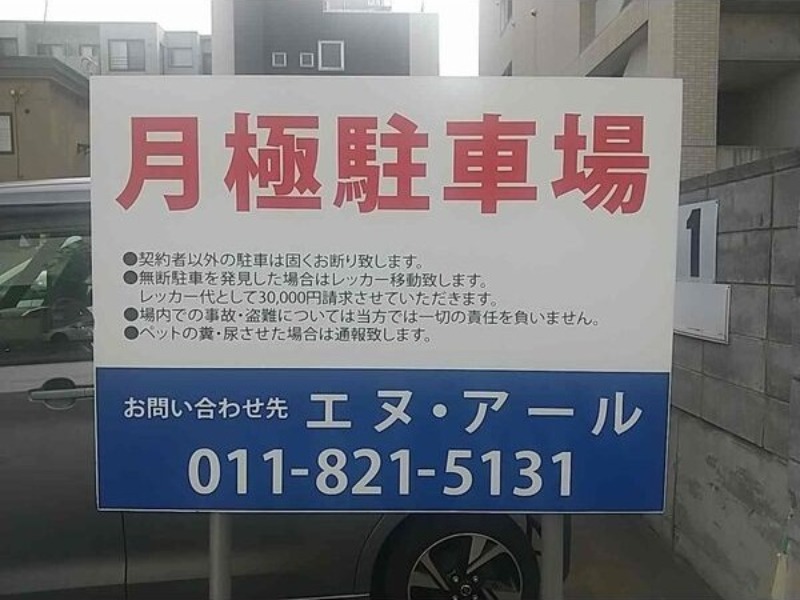 月極駐車場
●契約者以外の駐車は固くお断り致します。
●無断駐車を発見した場合はレッカー移動致します。
レッカー代として30,000円請求させていただきます。
●場内での事故・盗難については当方では一切の責任を負いません。
●ペットの糞・尿させた場合は通報致します。
お問い合わせ先 エヌ・アール
011-821-5131
1